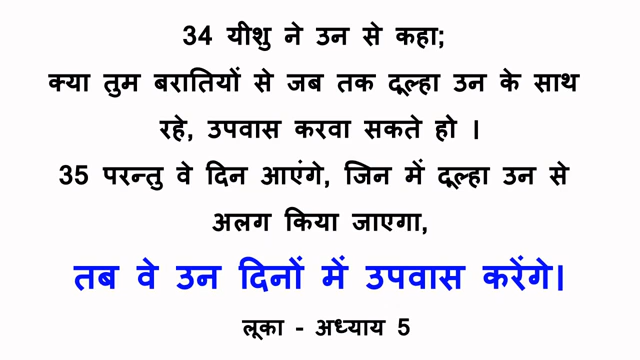 34 यीशु ने उन से कहा;
क्या तुम बरातियों से जब तक दूल्हा उन के साथ
रहे, उपवास करवा सकते हो ।
35 परन्तु वे दिन आएंगे, जिन में दूल्हा उन से
अलग किया जाएगा,
तब वे उन दिनों में उपवास करेंगे।
लूका - अध्याय 5